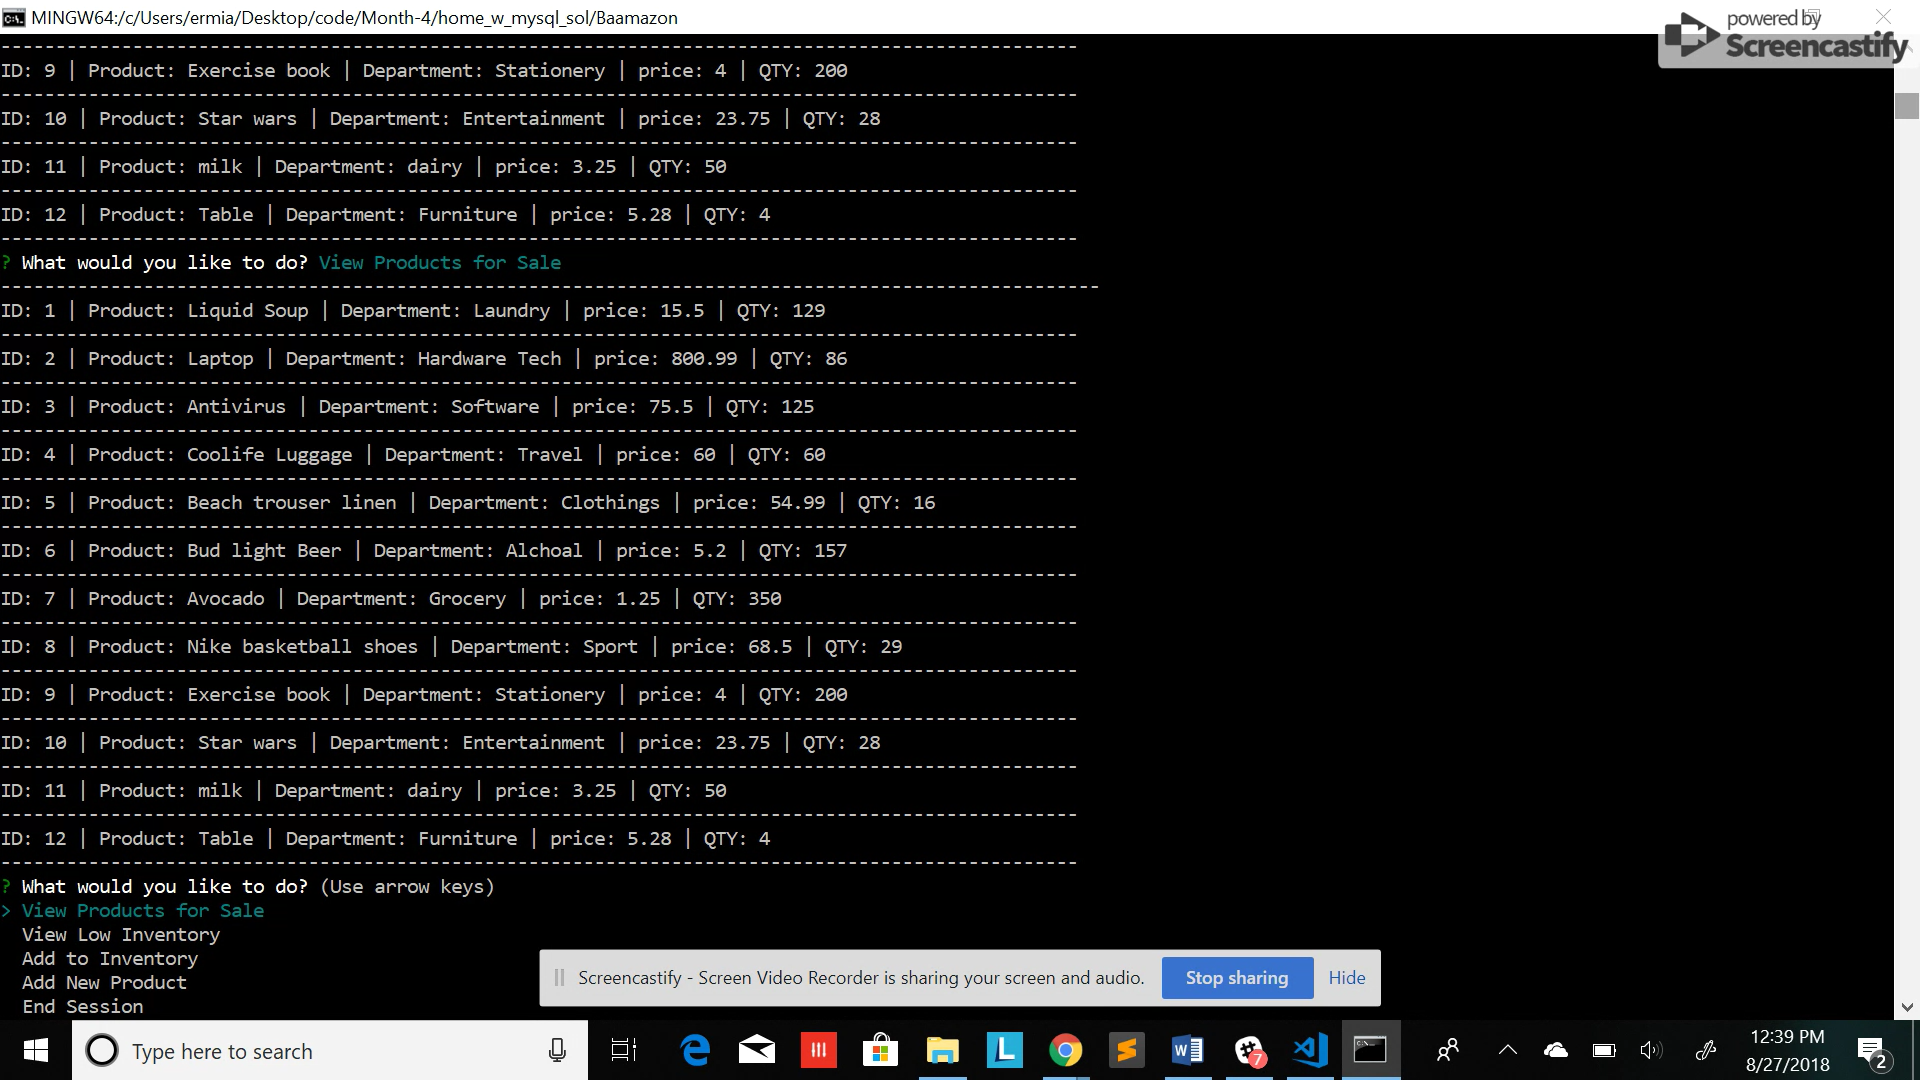 MINGW64:/c/Users/ermia/Desktop/code/Month-4/home_w_mysql_sol/Baamazon
powered by
Screencastify
--------------------------------------------------------------------------------------------------
ID: 9 | Product: Exercise book | Department: Stationery | price: 4 | QTY: 200
--------------------------------------------------------------------------------------------------
ID: 10 | Product: Star wars | Department: Entertainment | price: 23.75 | QTY: 28
--------------------------------------------------------------------------------------------------
ID: 11 | Product: milk | Department: dairy | price: 3.25 | QTY: 50
--------------------------------------------------------------------------------------------------
ID: 12 | Product: Table | Department: Furniture | price: 5.28 | QTY: 4
--------------------------------------------------------------------------------------------------
? What would you like to do? View Products for Sale
----------------------------------------------------------------------------------------------------
ID: 1 | Product: Liquid Soup | Department: Laundry | price: 15.5 | QTY: 129
--------------------------------------------------------------------------------------------------
ID: 2 | Product: Laptop | Department: Hardware Tech | price: 800.99 | QTY: 86
--------------------------------------------------------------------------------------------------
ID: 3 | Product: Antivirus | Department: Software | price: 75.5 | QTY: 125
--------------------------------------------------------------------------------------------------
ID: 4 | Product: Coolife Luggage | Department: Travel | price: 60 | QTY: 60
--------------------------------------------------------------------------------------------------
ID: 5 | Product: Beach trouser linen | Department: Clothings | price: 54.99 | QTY: 16
--------------------------------------------------------------------------------------------------
ID: 6 | Product: Bud light Beer | Department: Alchoal | price: 5.2 | QTY: 157
--------------------------------------------------------------------------------------------------
ID: 7 | Product: Avocado | Department: Grocery | price: 1.25 | QTY: 350
--------------------------------------------------------------------------------------------------
ID: 8 | Product: Nike basketball shoes | Department: Sport | price: 68.5 | QTY: 29
--------------------------------------------------------------------------------------------------
ID: 9 | Product: Exercise book | Department: Stationery | price: 4 | QTY: 200
--------------------------------------------------------------------------------------------------
ID: 10 | Product: Star wars | Department: Entertainment | price: 23.75 | QTY: 28
--------------------------------------------------------------------------------------------------
ID: 11 | Product: milk | Department: dairy | price: 3.25 | QTY: 50
--------------------------------------------------------------------------------------------------
ID: 12 | Product: Table | Department: Furniture | price: 5.28 | QTY: 4
--------------------------------------------------------------------------------------------------
? What would you like to do? (Use arrow keys)
> View Products for Sale
View Low Inventory
Add to Inventory
Add New Product
End Session
Screencastify - Screen Video Recorder is sharing your screen and audio. Stop sharing Hide
Type here to search
L
W
7
12:39 PM
8/27/2018
2